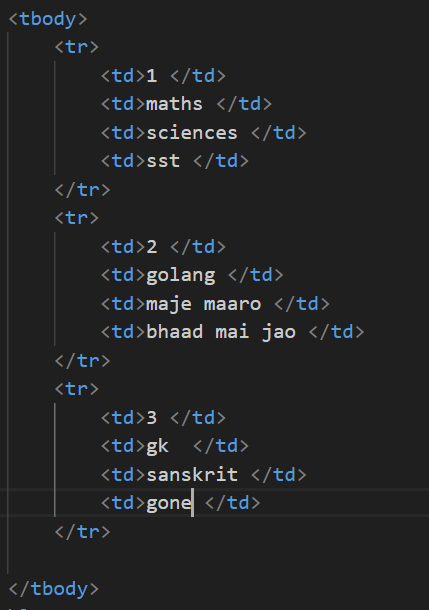 <tbody>
    <tr>
        <td>1 </td>
        <td>maths </td>
        <td>sciences </td>
        <td>sst </td>
    </tr>
    <tr>
        <td>2 </td>
        <td>golang </td>
        <td>maje maaro </td>
        <td>bhaad mai jao </td>
    </tr>
    <tr>
        <td>3 </td>
        <td>gk  </td>
        <td>sanskrit </td>
        <td>gone </td>
    </tr>

</tbody>